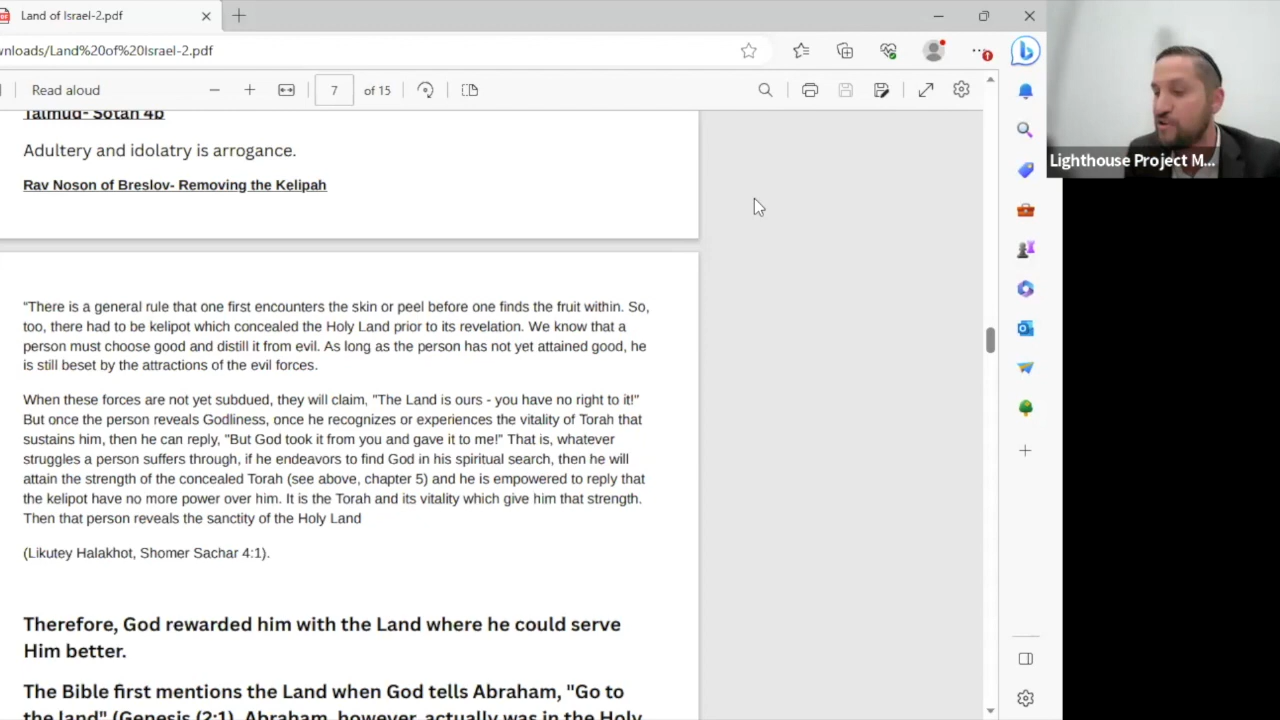 Land of Israel-2.pdf
wnloads/Land%20of%20Israel-2.pdf
Read aloud
7
of 15
Lighthouse Project M...
Talmud- Sotah 4b
Adultery and idolatry is arrogance.
Rav Noson of Breslov- Removing the Kelipah
"There is a general rule that one first encounters the skin or peel before one finds the fruit within. So,
too, there had to be kelipot which concealed the Holy Land prior to its revelation. We know that a
person must choose good and distill it from evil. As long as the person has not yet attained good, he
is still beset by the attractions of the evil forces.
When these forces are not yet subdued, they will claim, "The Land is ours - you have no right to it!"
But once the person reveals Godliness, once he recognizes or experiences the vitality of Torah that
sustains him, then he can reply, "But God took it from you and gave it to me!" That is, whatever
struggles a person suffers through, if he endeavors to find God in his spiritual search, then he will
attain the strength of the concealed Torah (see above, chapter 5) and he is empowered to reply that
the kelipot have no more power over him. It is the Torah and its vitality which give him that strength.
Then that person reveals the sanctity of the Holy Land
(Likutey Halakhot, Shomer Sachar 4:1).
Therefore, God rewarded him with the Land where he could serve
Him better.
The Bible first mentions the Land when God tells Abraham, "Go to
the land" (Genesis (2:1). Abraham, however, actually was in the Holy